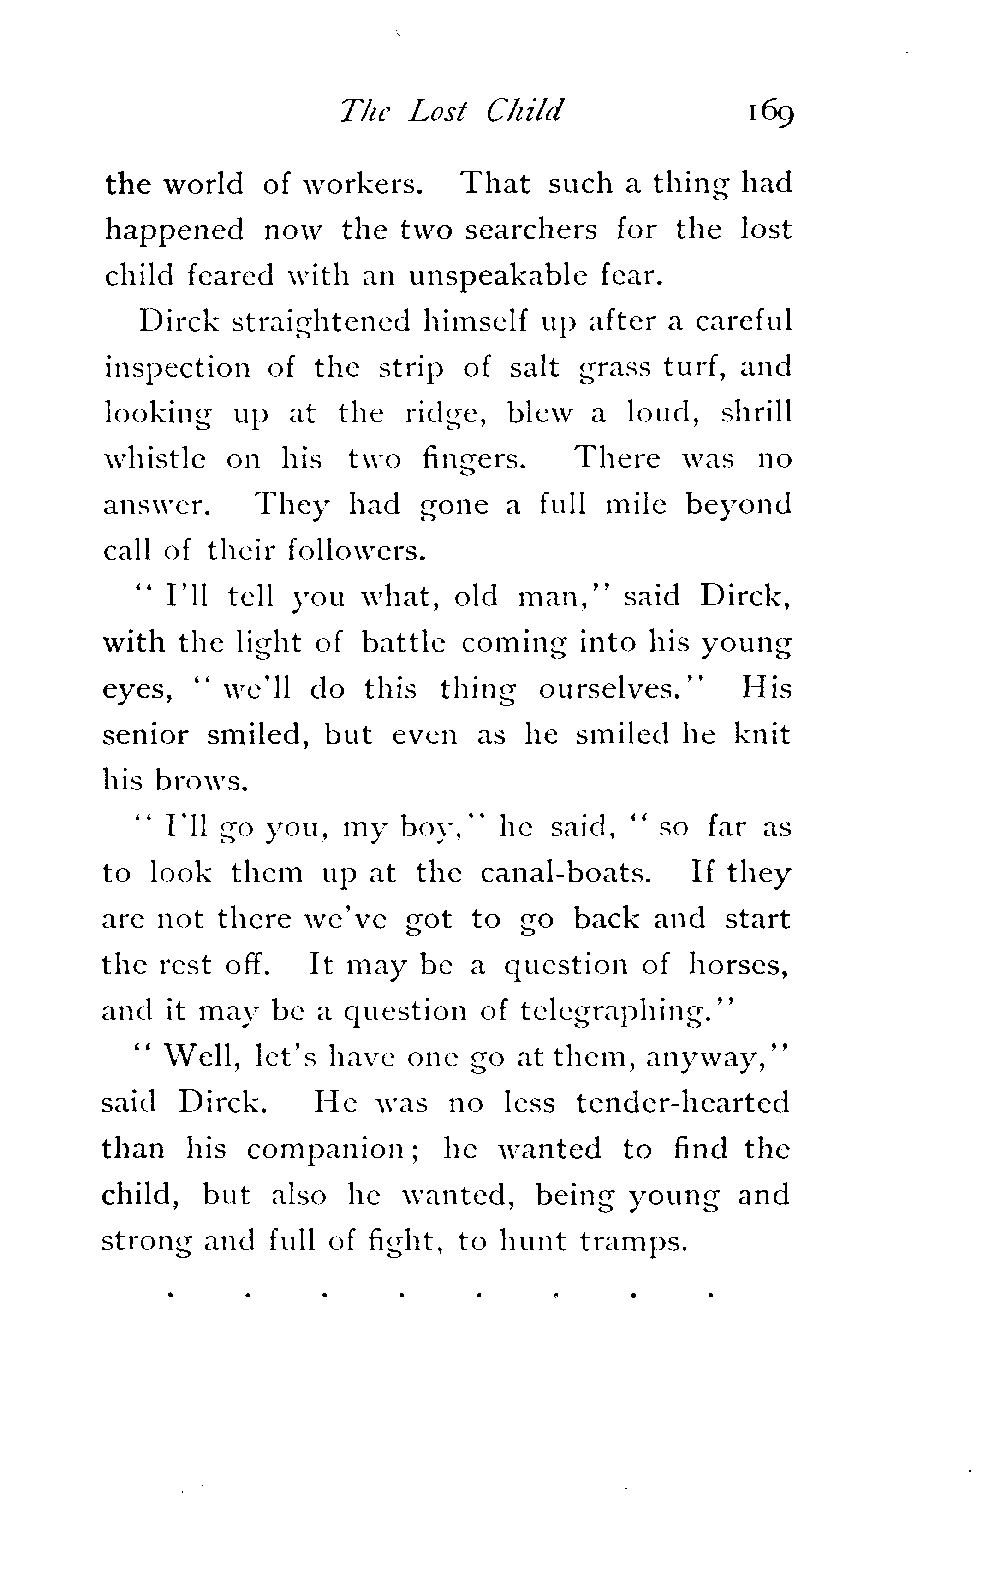 The Lost Child 169
the world of workers. That such a thing had
happened now the two searchers for the lost
child feared with an unspeakable fear.
Dirck straightened himself up after a careful
inspection of the strip of salt grass turf, and
looking up at the ridge, blew a loud, shrill
whistle on his two fingers. There was no
answer. They had gone a full mile beyond
call of their followers.
“ I’ll tell you what, old man,” said Dirck,
with the light of battle coming into his young
eyes, “ we’ll do this thing ourselves.” His
senior smiled, but even as he smiled he knit
his brows.
“ I’ll go you, my boy,” he said, “ so far as
to look them up at the canal-boats. If they
are not there we’ve got to go back and start
the rest off. It may be a question of horses,
and it may be a question of telegraphing.”
“ Well, let’s have one go at them, anyway,”
said Dirck. He was no less tender-hearted
than his companion; he wanted to find the
child, but also he wanted, being young and
strong and full of fight, to hunt tramps.
. . . . . . . .